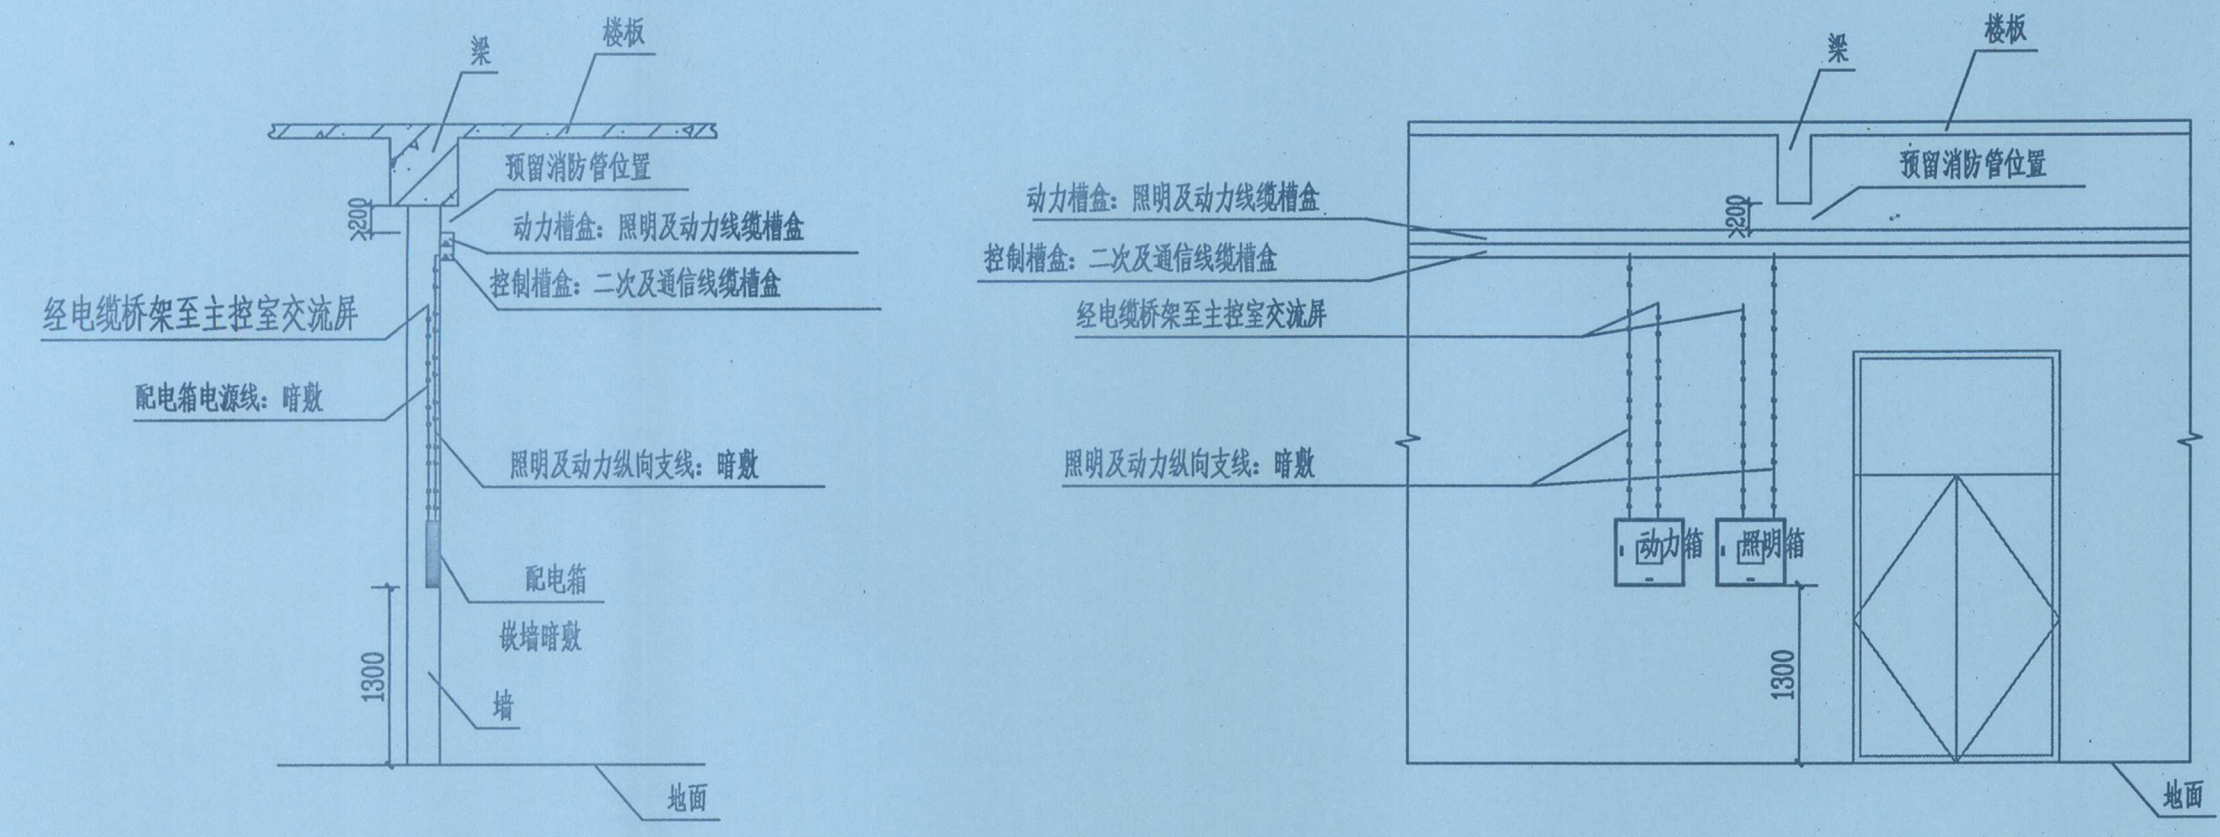 梁
楼板
预留消防管位置
>200
动力槽盒：照明及动力线缆槽盒
控制槽盒：二次及通信线缆槽盒
经电缆桥架至主控室交流屏
配电箱电源线：暗敷
照明及动力纵向支线：暗敷
配电箱
嵌墙暗敷
1300
墙
地面
梁
楼板
预留消防管位置
动力槽盒：照明及动力线缆槽盒
>200
控制槽盒：二次及通信线缆槽盒
经电缆桥架至主控室交流屏
照明及动力纵向支线：暗敷
动力箱
照明箱
1300
地面